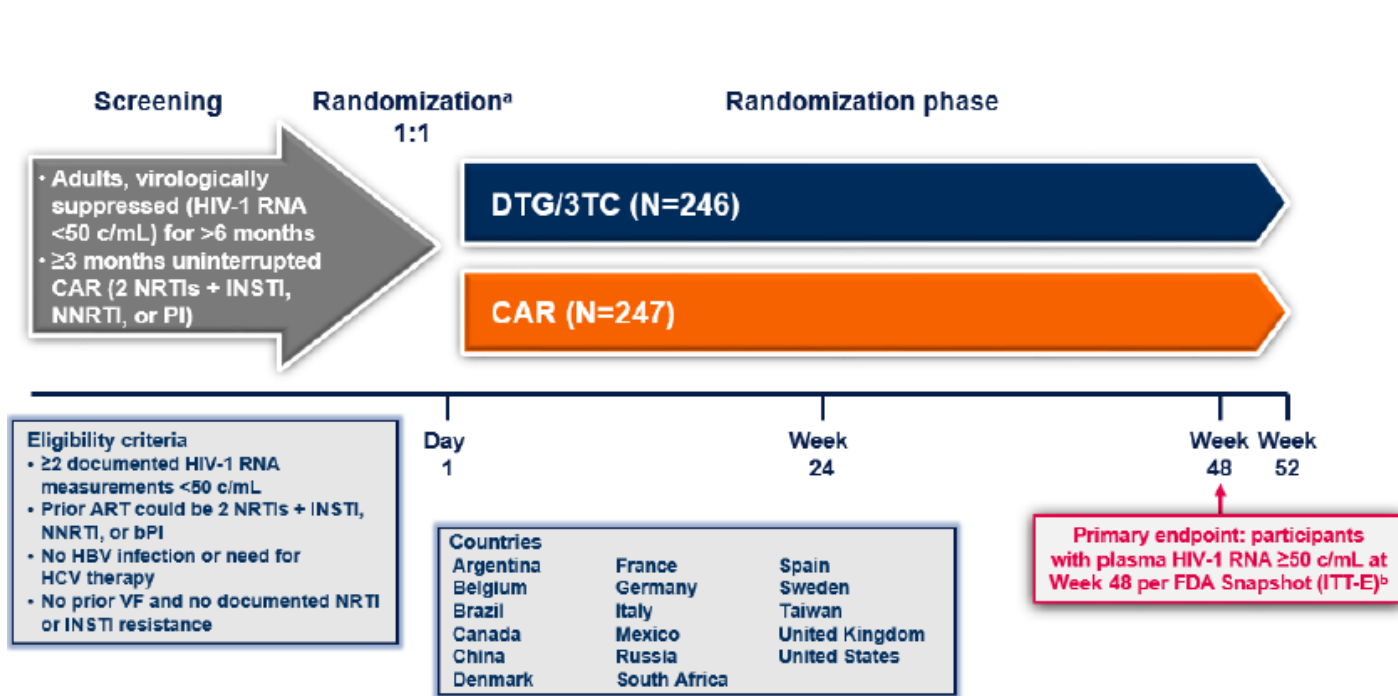 Screening
Randomizationᵃ
1:1
Randomization phase
• Adults, virologically
suppressed (HIV-1 RNA
<50 c/mL) for >6 months
• ≥3 months uninterrupted
CAR (2 NRTIs + INSTI,
NNRTI, or PI)
DTG/3TC (N=246)
CAR (N=247)
Day
1
Week
24
Week
48
Week
52
Eligibility criteria
• ≥2 documented HIV-1 RNA
measurements <50 c/mL
• Prior ART could be 2 NRTIs + INSTI,
NNRTI, or bPI
• No HBV infection or need for
HCV therapy
• No prior VF and no documented NRTI
or INSTI resistance
Countries
Argentina
Belgium
Brazil
Canada
China
Denmark
France
Germany
Italy
Mexico
Russia
South Africa
Spain
Sweden
Taiwan
United Kingdom
United States
Primary endpoint: participants
with plasma HIV-1 RNA ≥50 c/mL at
Week 48 per FDA Snapshot (ITT-E)ᵇ